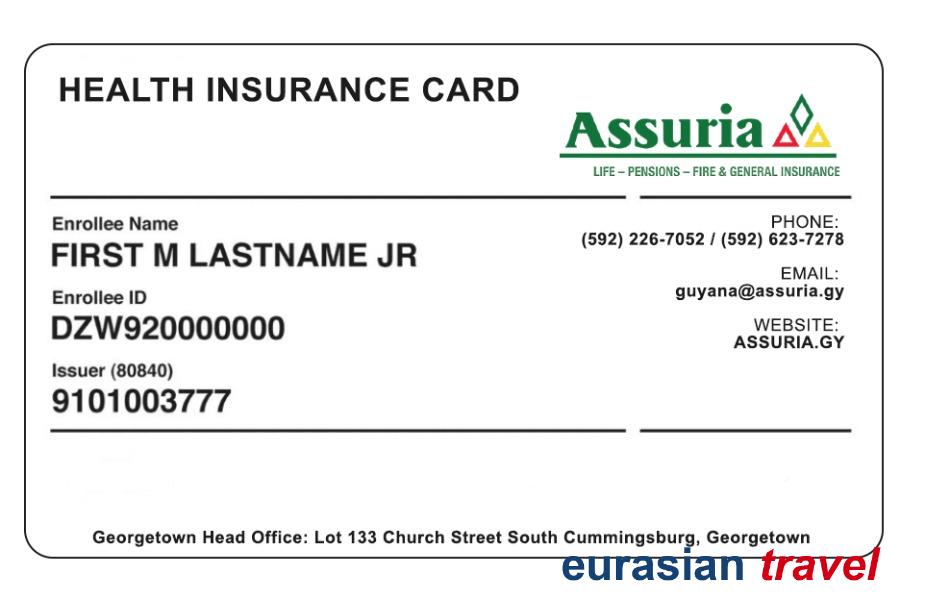 HEALTH INSURANCE CARD
Assuria
LIFE – PENSIONS – FIRE & GENERAL INSURANCE
Enrollee Name
FIRST M LASTNAME JR
Enrollee ID
DZW920000000
Issuer (80840)
9101003777
PHONE:
(592) 226-7052 / (592) 623-7278
EMAIL:
guyana@assuria.gy
WEBSITE:
ASSURIA.GY
Georgetown Head Office: Lot 133 Church Street South Cummingsburg, Georgetown
eurasian travel